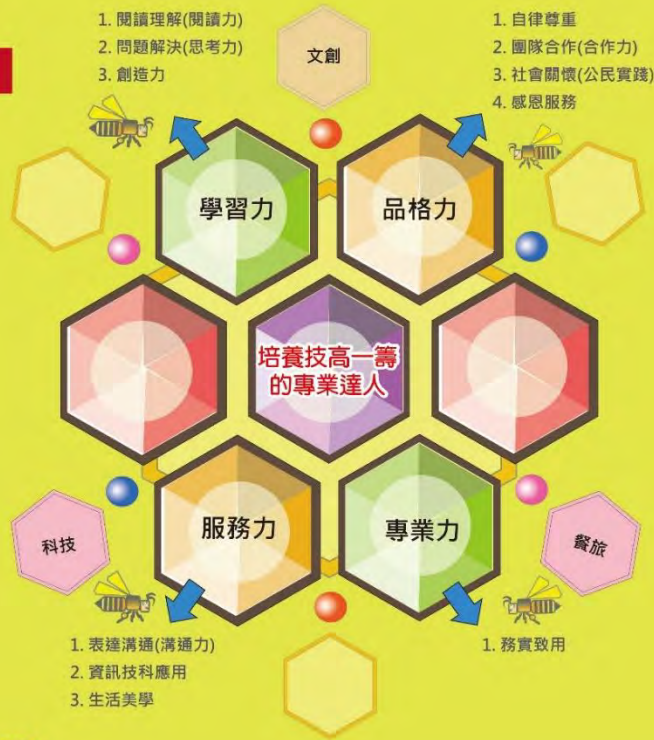 1. 閱讀理解(閱讀力)
2. 問題解決(思考力)
3. 創造力
文創
1. 自律尊重
2. 團隊合作(合作力)
3. 社會關懷(公民實踐)
4. 感恩服務
學習力
品格力
培養技高一籌
的專業達人
服務力
專業力
科技
餐旅
1. 表達溝通(溝通力)
2. 資訊技科應用
3. 生活美學
1. 務實致用